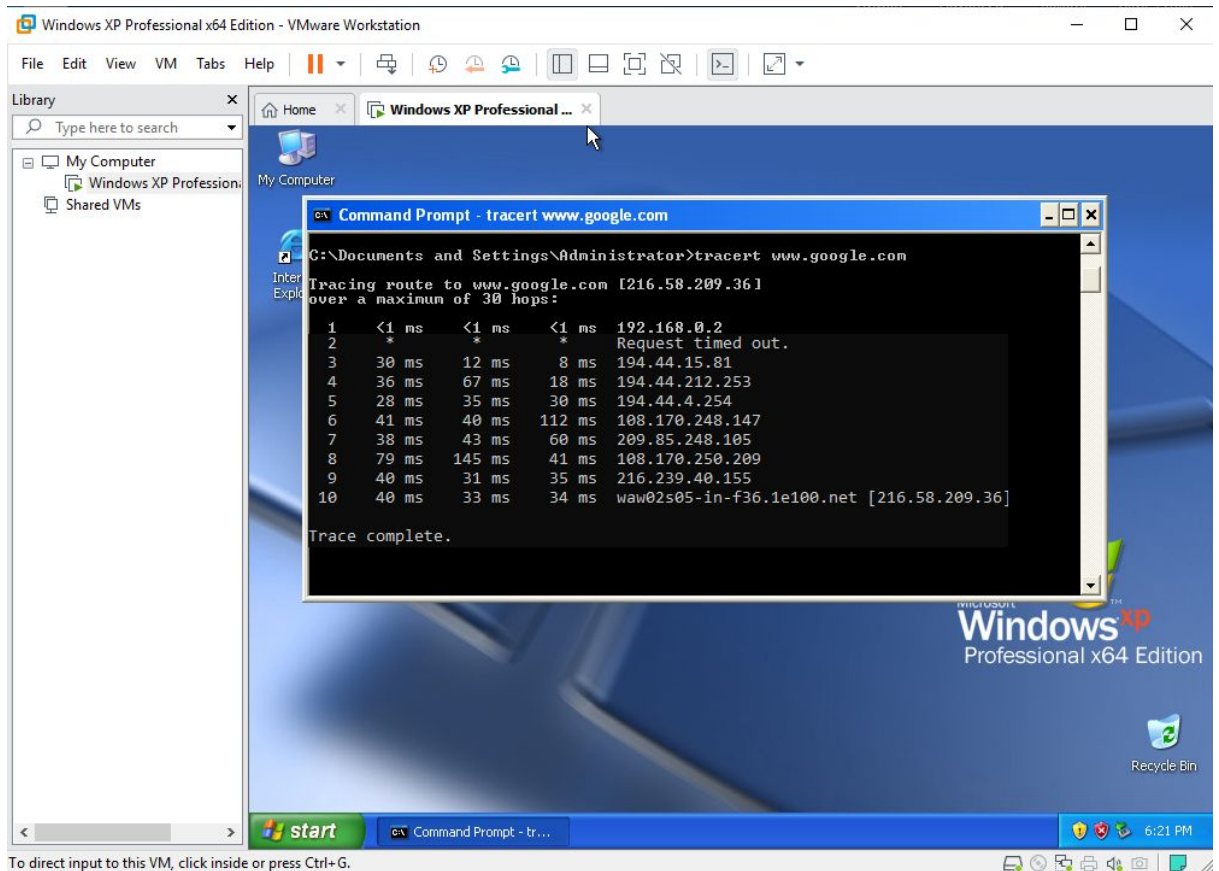 Windows XP Professional x64 Edition - VMware Workstation
File Edit View VM Tabs Help
Library
Type here to search
My Computer
Windows XP Profession
Shared VMs
Home
Windows XP Professional ...
My Computer
Inter
Explo
Command Prompt - tracert www.google.com
C:\Documents and Settings\Administrator>tracert www.google.com
Tracing route to www.google.com [216.58.209.36]
over a maximum of 30 hops:
1 <1 ms <1 ms <1 ms 192.168.0.2
2 * * * Request timed out.
3 30 ms 12 ms 8 ms 194.44.15.81
4 36 ms 67 ms 18 ms 194.44.212.253
5 28 ms 35 ms 30 ms 194.44.4.254
6 41 ms 40 ms 112 ms 108.170.248.147
7 38 ms 43 ms 60 ms 209.85.248.105
8 79 ms 145 ms 41 ms 108.170.250.209
9 40 ms 31 ms 35 ms 216.239.40.155
10 40 ms 33 ms 34 ms waw02s05-in-f36.1e100.net [216.58.209.36]
Trace complete.
Microsoft
Windows xp TM
Professional x64 Edition
Recycle Bin
start
Command Prompt - tr...
6:21 PM
To direct input to this VM, click inside or press Ctrl+G.